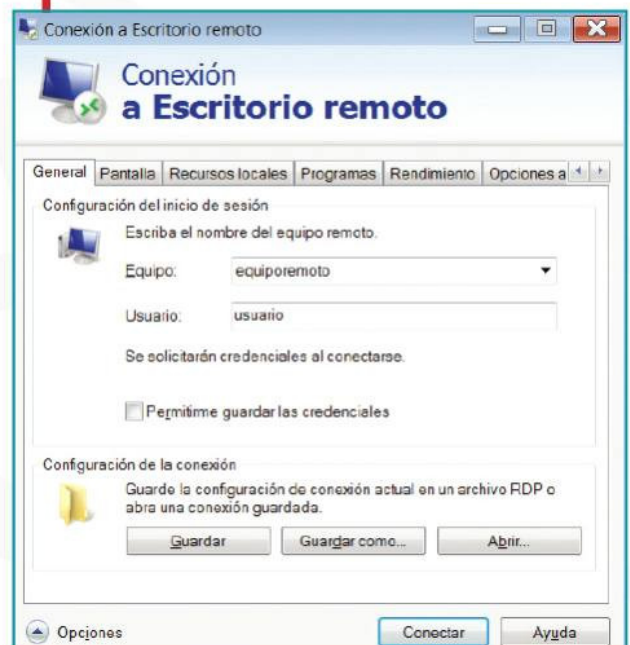 Conexión a Escritorio remoto
Conexión
a Escritorio remoto
General Pantalla Recursos locales Programas Rendimiento Opciones a
Configuración del inicio de sesión
Escriba el nombre del equipo remoto.
Equipo: equiporemoto
Usuario: usuario
Se solicitarán credenciales al conectarse.
Permitirme guardar las credenciales
Configuración de la conexión
Guarde la configuración de conexión actual en un archivo RDP o
abra una conexión guardada.
Guardar Guardar como... Abrir...
Opciones Conectar Ayuda